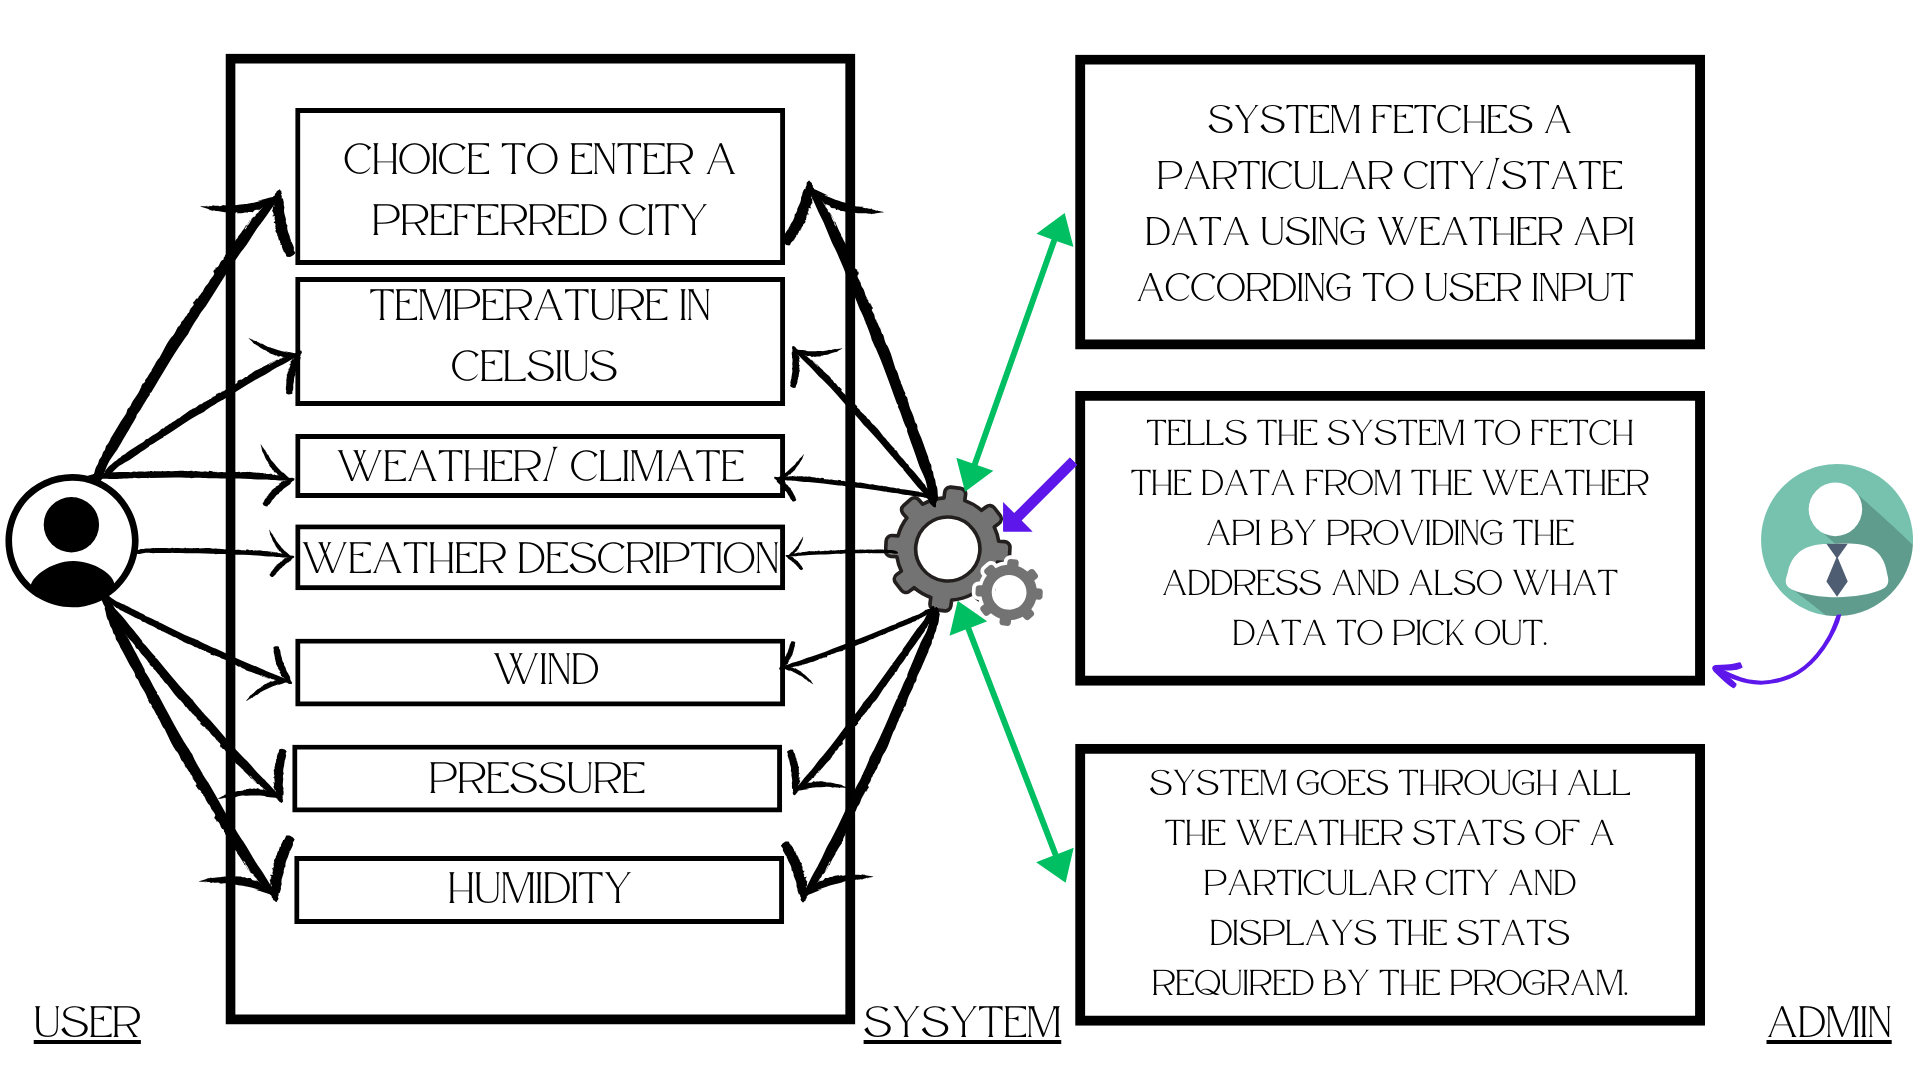 CHOICE TO ENTER A
PREFERRED CITY
TEMPERATURE IN
CELSIUS
WEATHER/ CLIMATE
WEATHER DESCRIPTION
WIND
PRESSURE
HUMIDITY
SYSTEM FETCHES A
PARTICULAR CITY/STATE
DATA USING WEATHER API
ACCORDING TO USER INPUT
TELLS THE SYSTEM TO FETCH
THE DATA FROM THE WEATHER
API BY PROVIDING THE
ADDRESS AND ALSO WHAT
DATA TO PICK OUT.
SYSTEM GOES THROUGH ALL
THE WEATHER STATS OF A
PARTICULAR CITY AND
DISPLAYS THE STATS
REQUIRED BY THE PROGRAM.
USER
SYSYTEM
ADMIN